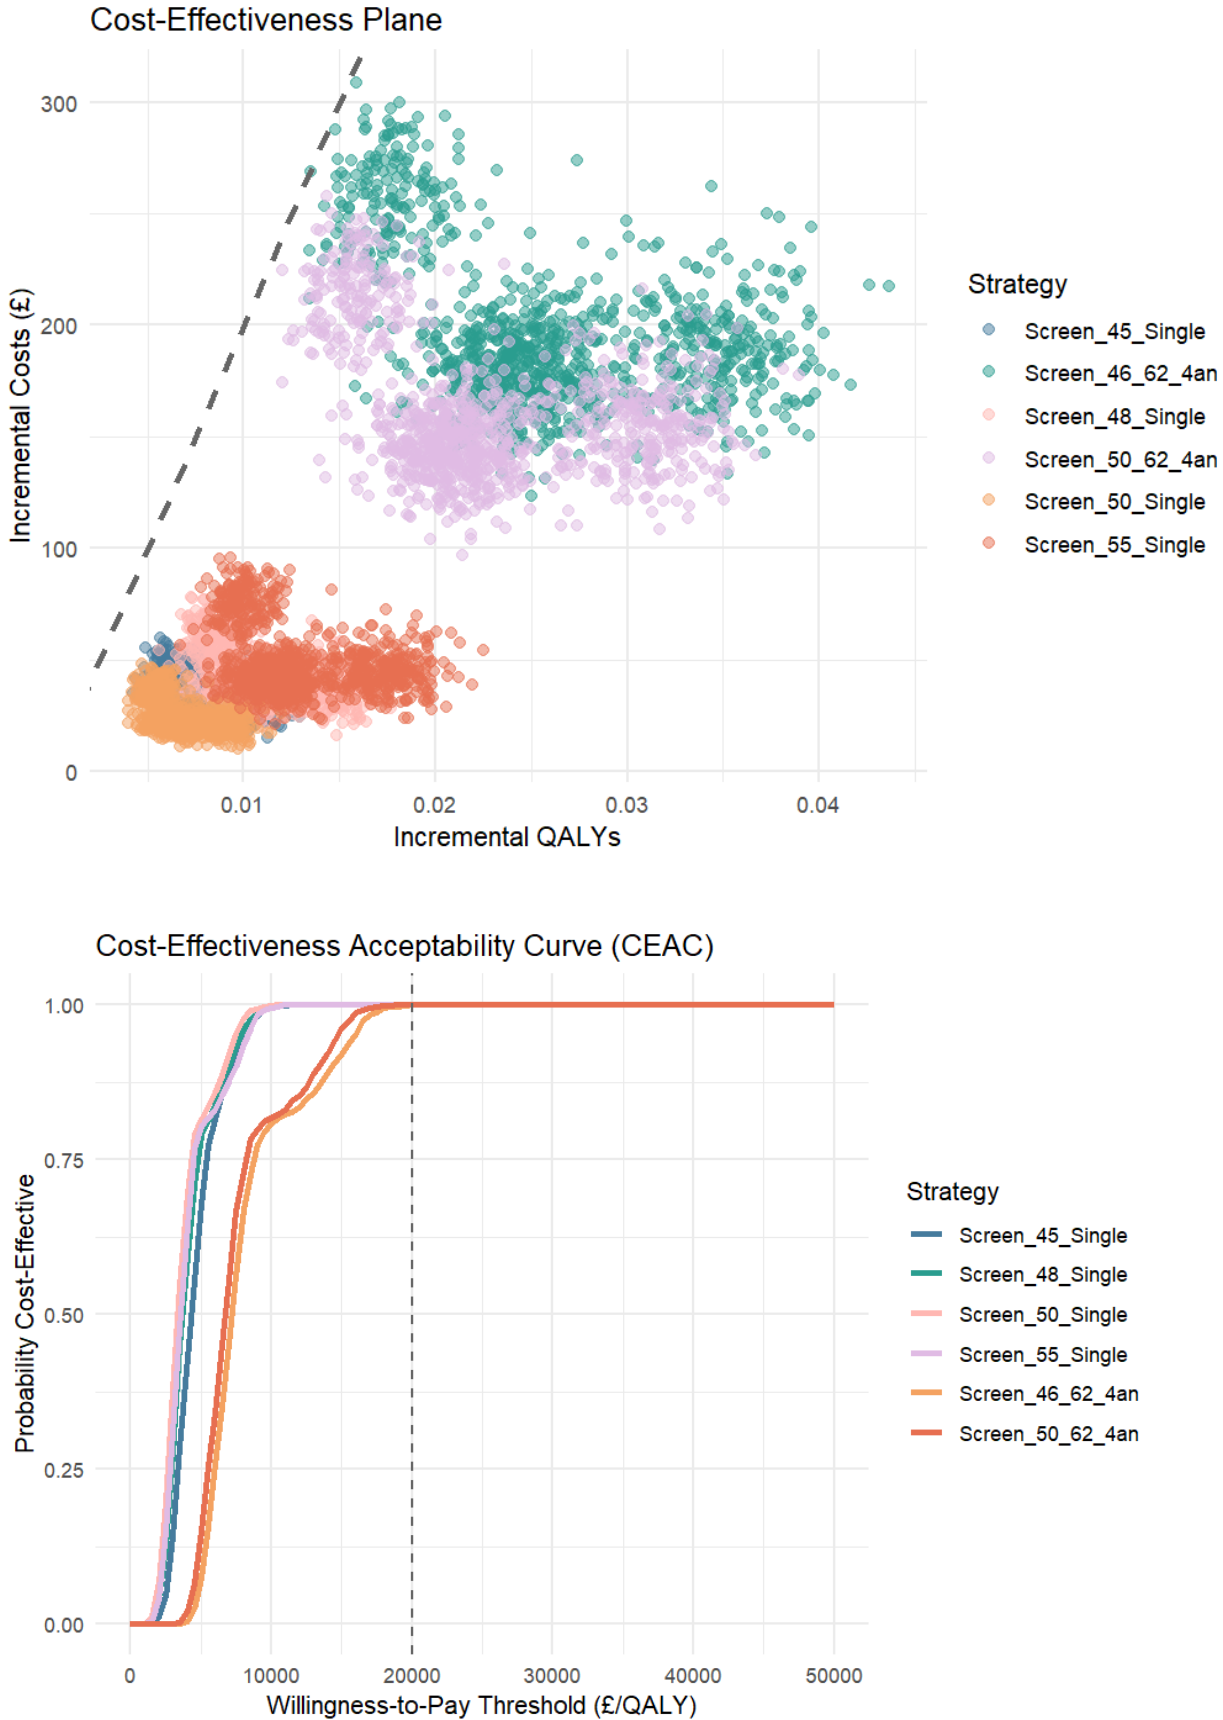 Cost-Effectiveness Plane
300
200
100
0
Incremental Costs (£)
0.01 0.02 0.03 0.04
Incremental QALYs
Strategy
Screen_45_Single
Screen_46_62_4an
Screen_48_Single
Screen_50_62_4an
Screen_50_Single
Screen_55_Single
Cost-Effectiveness Acceptability Curve (CEAC)
1.00
0.75
0.50
0.25
0.00
Probability Cost-Effective
0 10000 20000 30000 40000 50000
Willingness-to-Pay Threshold (£/QALY)
Strategy
Screen_45_Single
Screen_48_Single
Screen_50_Single
Screen_55_Single
Screen_46_62_4an
Screen_50_62_4an